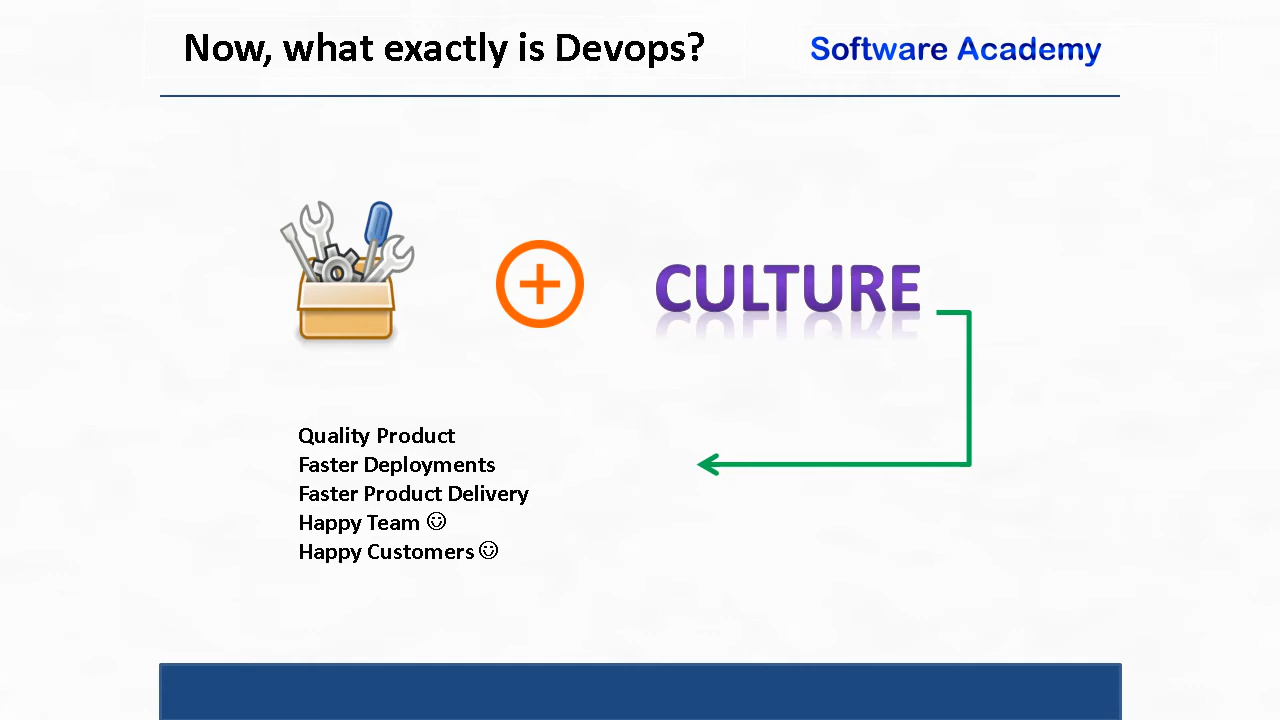 Now, what exactly is Devops?
Software Academy
CULTURE
Quality Product
Faster Deployments
Faster Product Delivery
Happy Team ☺
Happy Customers ☺